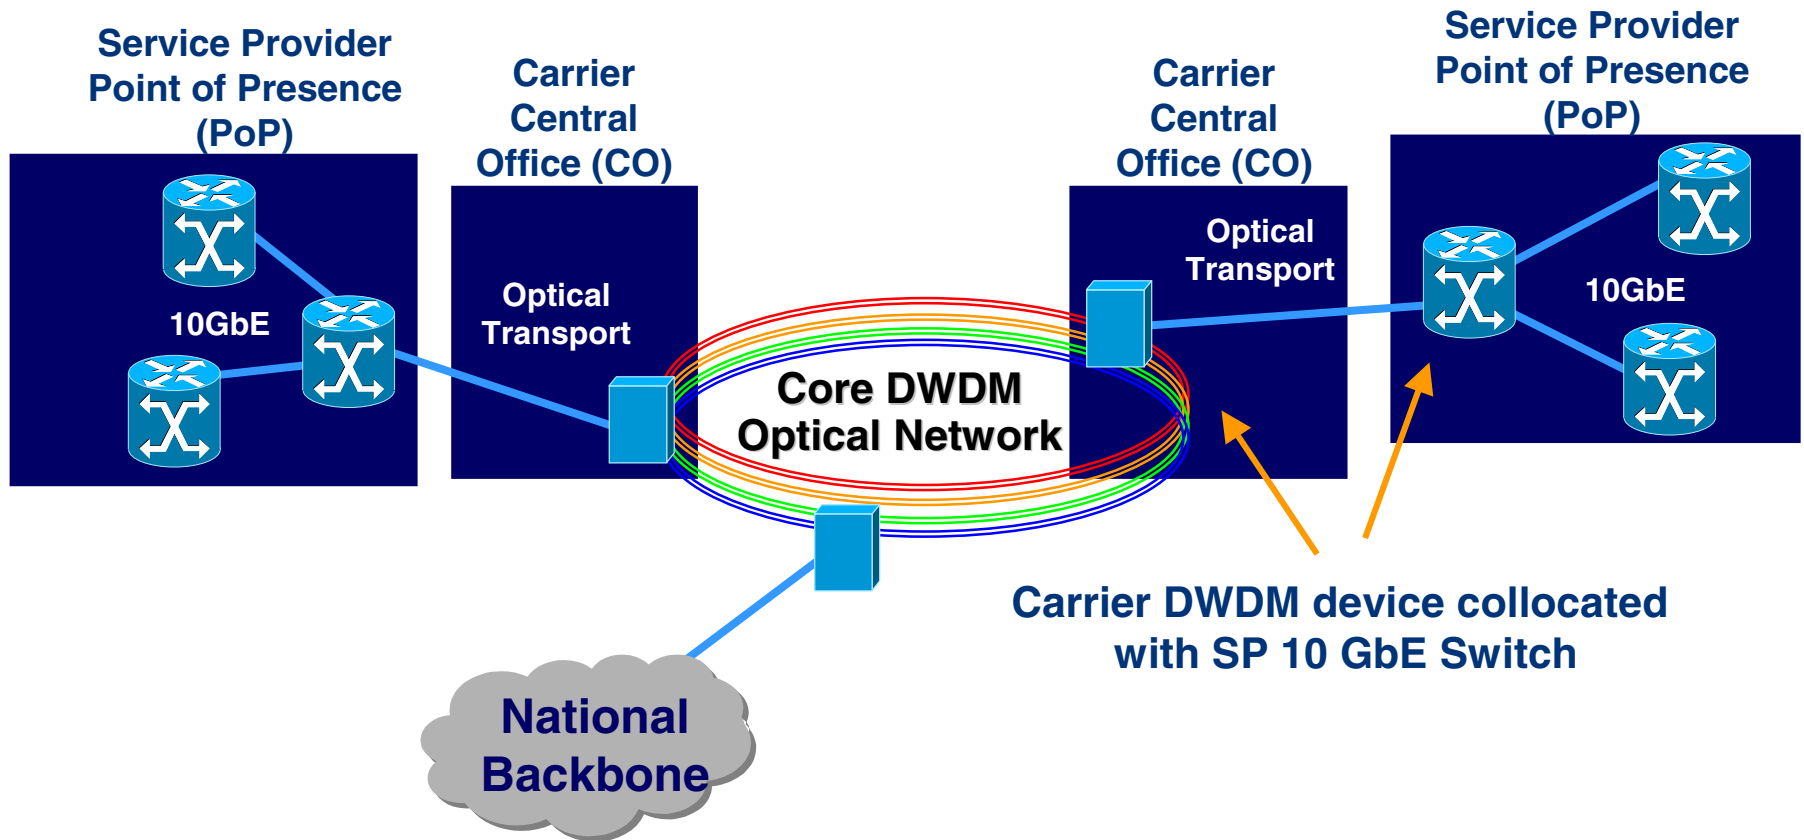 Service Provider
Point of Presence
(PoP)
Carrier
Central
Office (CO)
Carrier
Central
Office (CO)
Service Provider
Point of Presence
(PoP)
10GbE
Optical
Transport
Core DWDM
Optical Network
Optical
Transport
10GbE
Carrier DWDM device collocated
with SP 10 GbE Switch
National
Backbone